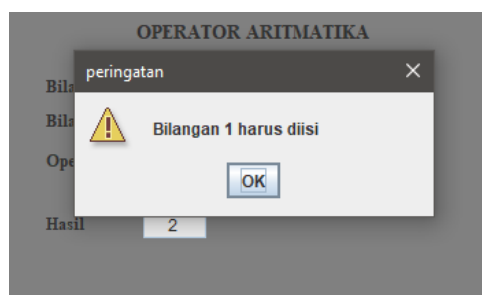 OPERATOR ARITMATIKA
peringatan
Bilangan 1 harus diisi
OK
Hasil
2